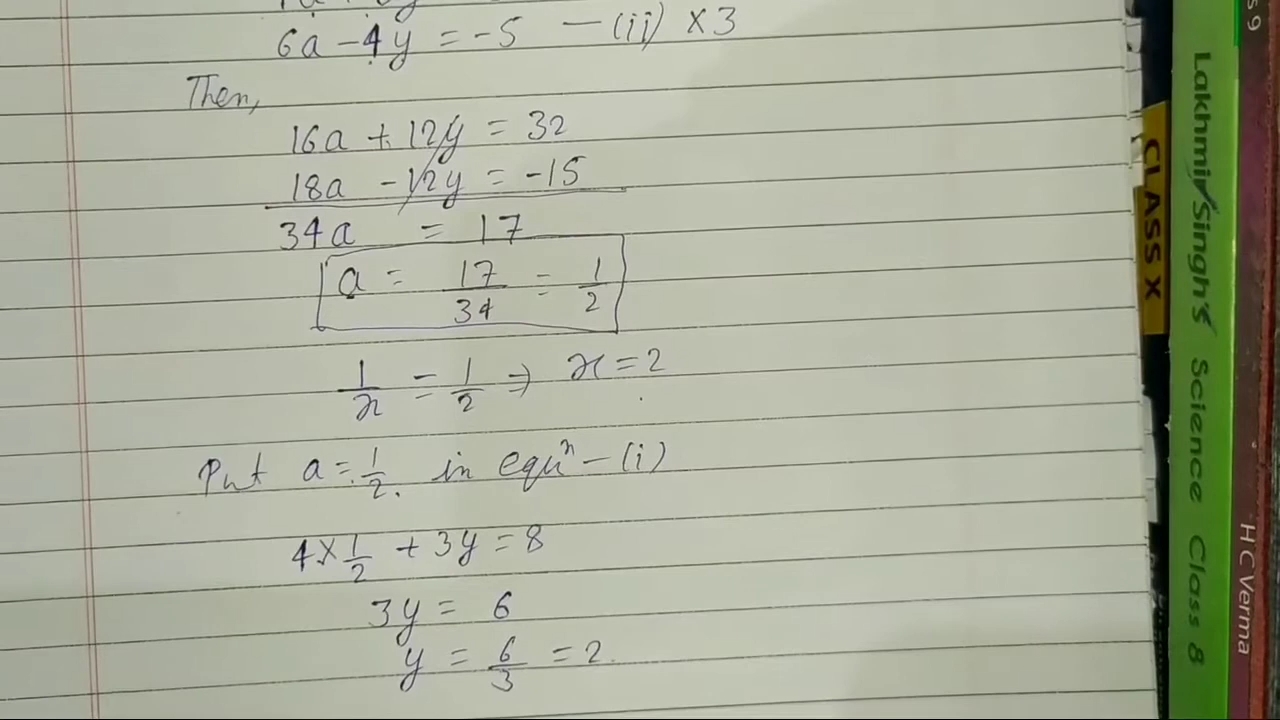 6a - 4y = -5 — (ii) × 3
Then,
16a + 12y = 32
18a - 12y = -15
34a = 17
a = 17/34 = 1/2
1/x = 1/2 ⇒ x = 2
Put a = 1/2 in equⁿ - (i)
4 × 1/2 + 3y = 8
3y = 6
y = 6/3 = 2
CLASS X
Lakhmir Singh's Science Class 8
s 9
H C Verma